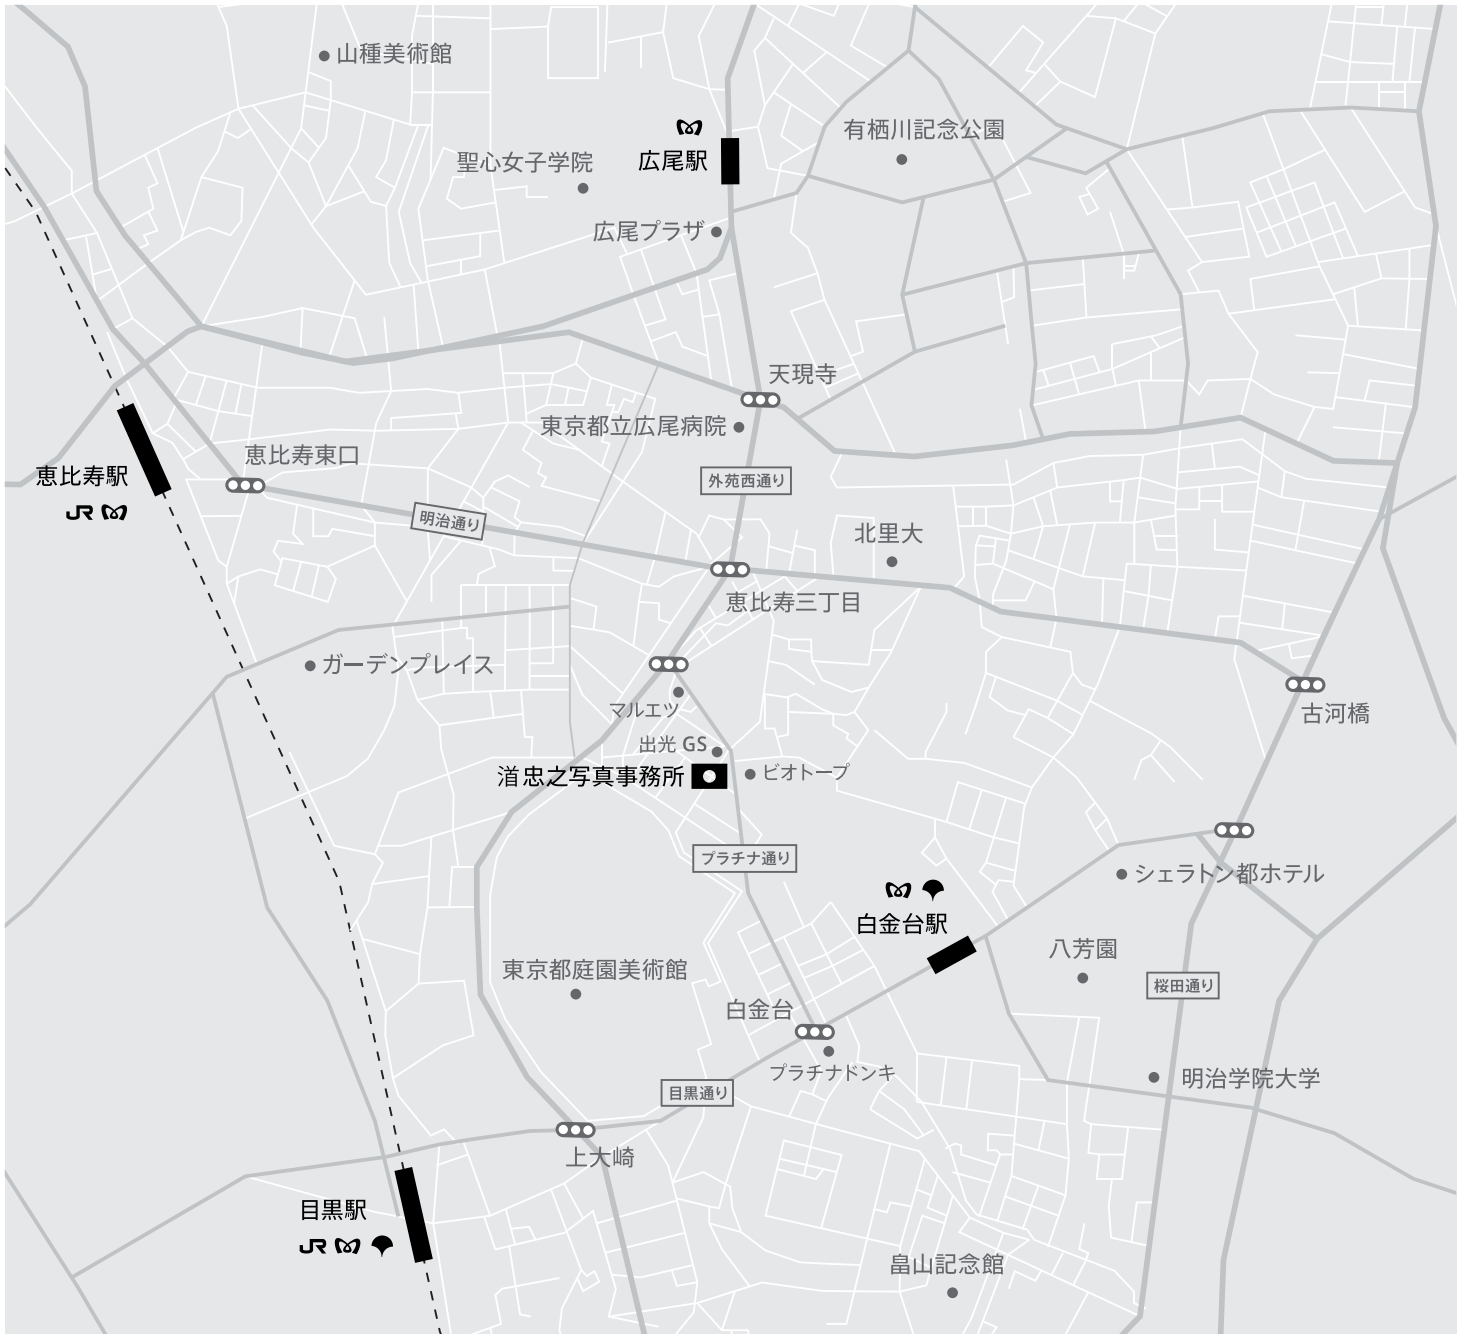 山種美術館
有栖川記念公園
聖心女子学院
広尾駅
広尾プラザ
天現寺
東京都立広尾病院
恵比寿東口
恵比寿駅
JR
外苑西通り
明治通り
北里大
恵比寿三丁目
ガーデンプレイス
マルエツ
古河橋
出光 GS
渞忠之写真事務所
ビオトープ
プラチナ通り
シェラトン都ホテル
白金台駅
八芳園
東京都庭園美術館
桜田通り
白金台
プラチナドンキ
明治学院大学
目黒通り
上大崎
目黒駅
JR
畠山記念館